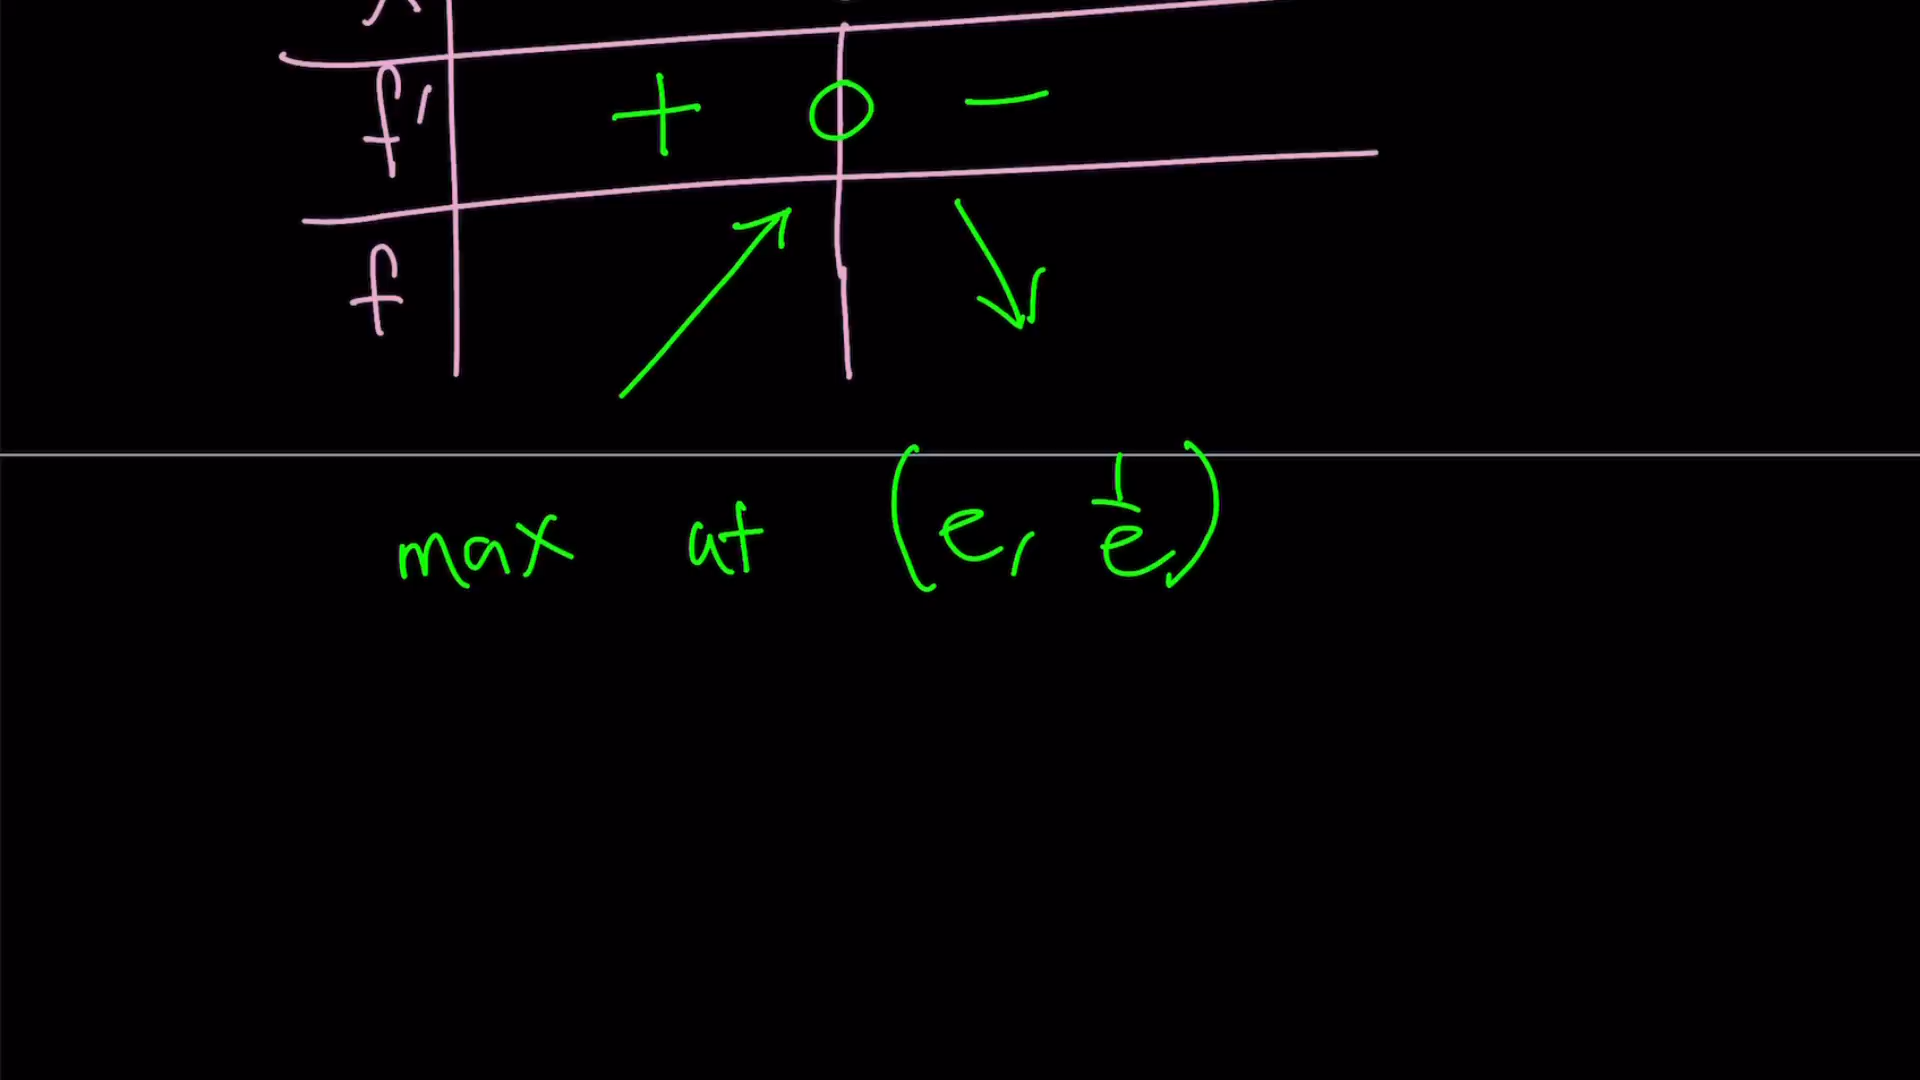 x
f' + 0 −
f
max at (e, 1/e)